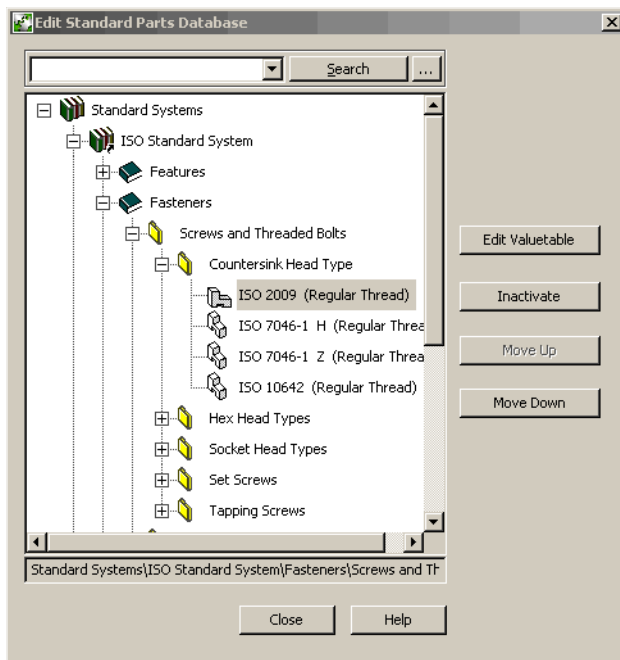 Edit Standard Parts Database
Search ...
Standard Systems
ISO Standard System
Features
Fasteners
Screws and Threaded Bolts
Edit Valuetable
Countersink Head Type
ISO 2009 (Regular Thread)
Inactivate
ISO 7046-1 H (Regular Threa
ISO 7046-1 Z (Regular Threa
Move Up
ISO 10642 (Regular Thread)
Move Down
Hex Head Types
Socket Head Types
Set Screws
Tapping Screws
Standard Systems\ISO Standard System\Fasteners\Screws and Th
Close Help